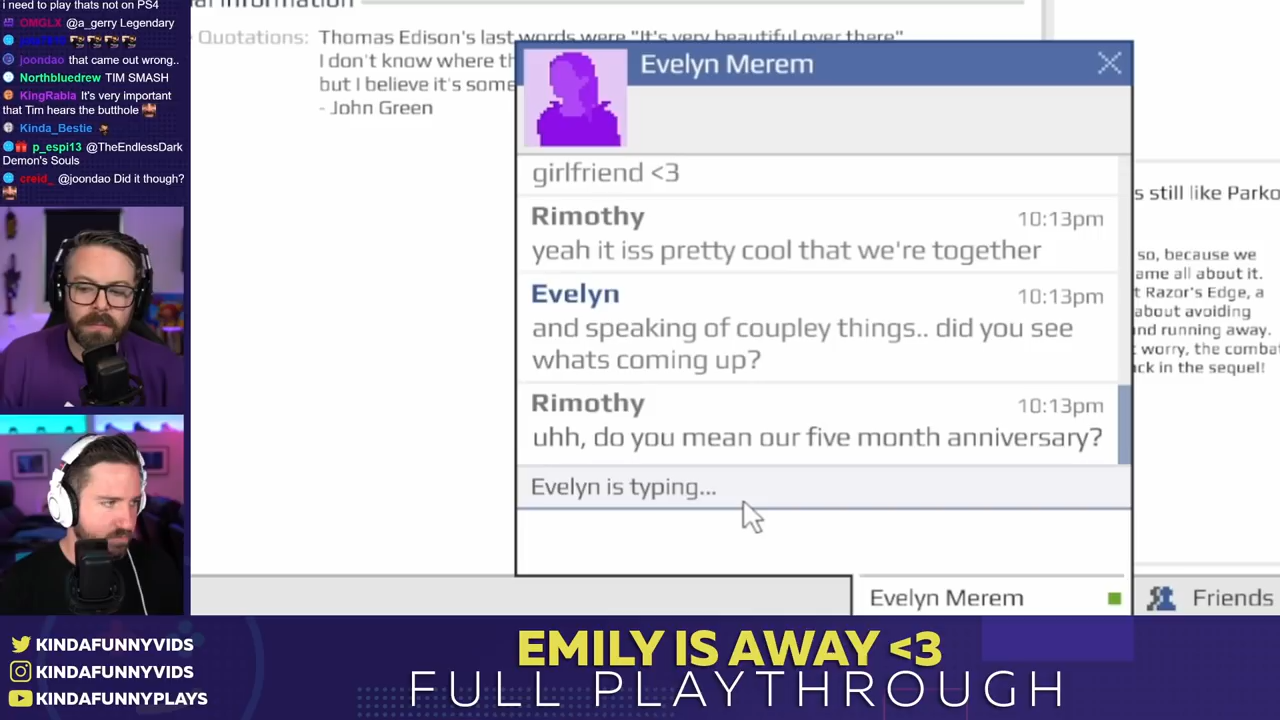 i need to play thats not on PS4
OMGLX @a_gerry Legendary
joondao that came out wrong..
Northbluedrew TIM SMASH
KingRabia It's very important
that Tim hears the butthole
Kinda_Bestie
p_espi13 @TheEndlessDark
Demon's Souls
creid_ @joondao Did it though?
Quotations: Thomas Edison's last words were "It's very beautiful over there"
I don't know where th
but I believe it's some
- John Green
Evelyn Merem
girlfriend <3
Rimothy 10:13pm
yeah it iss pretty cool that we're together
Evelyn 10:13pm
and speaking of coupley things.. did you see
whats coming up?
Rimothy 10:13pm
uhh, do you mean our five month anniversary?
Evelyn is typing...
s still like Parko
so, because we
ame all about it.
t Razor's Edge, a
about avoiding
nd running away.
t worry, the combat
ck in the sequel!
Evelyn Merem
Friends
KINDAFUNNYVIDS
KINDAFUNNYVIDS
KINDAFUNNYPLAYS
EMILY IS AWAY <3
FULL PLAYTHROUGH